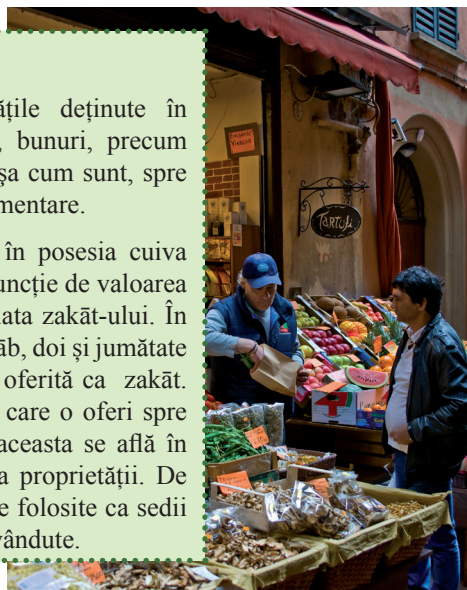 ățile deținute în
, bunuri, precum
șa cum sunt, spre
mentare.
în posesia cuiva
uncție de valoarea
lata zakāt-ului. În
āb, doi și jumătate
oferită ca zakāt.
care o oferi spre
aceasta se află în
a proprietății. De
e folosite ca sedii
vândute.
TARTUFI